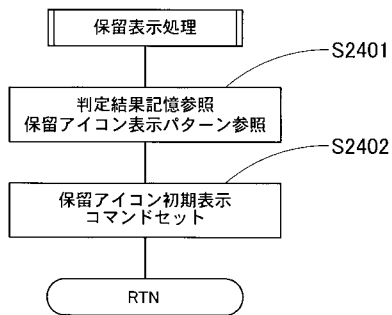 保留表示処理
S2401
判定結果記憶参照
保留アイコン表示パターン参照
S2402
保留アイコン初期表示
コマンドセット
RTN